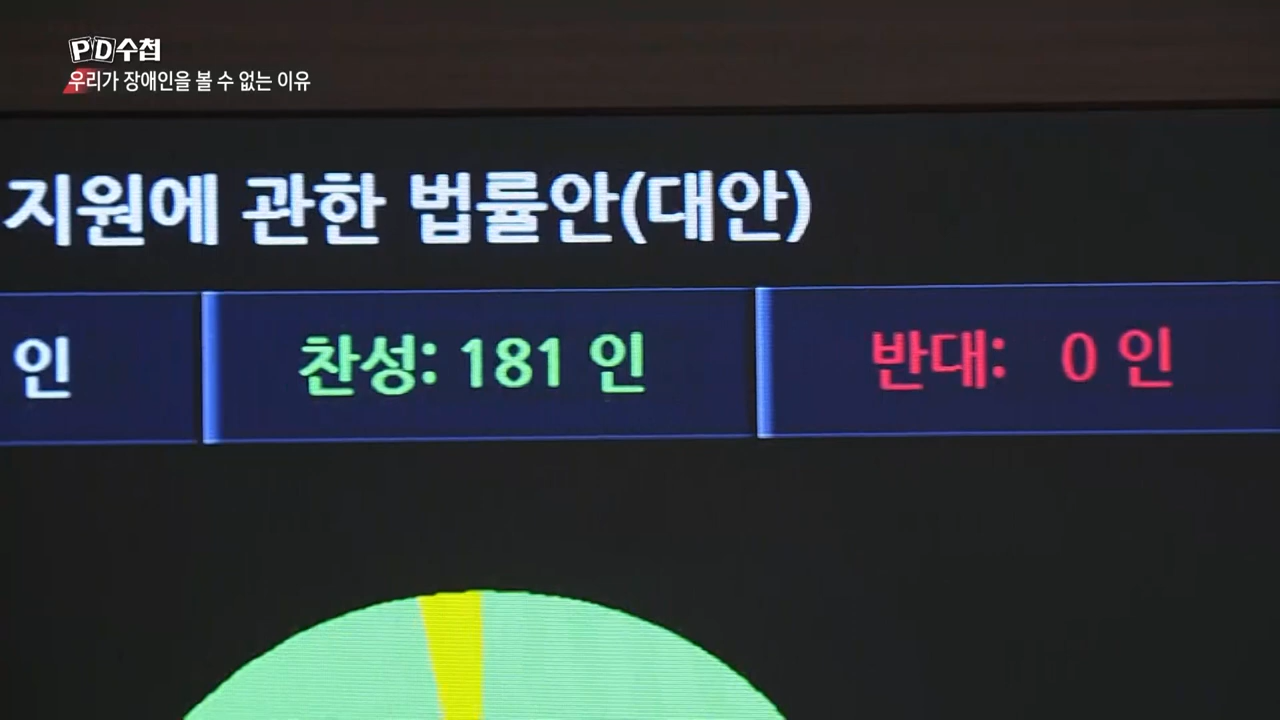 PD수첩
우리가 장애인을 볼 수 없는 이유
지원에 관한 법률안(대안)
인 찬성: 181 인 반대: 0 인